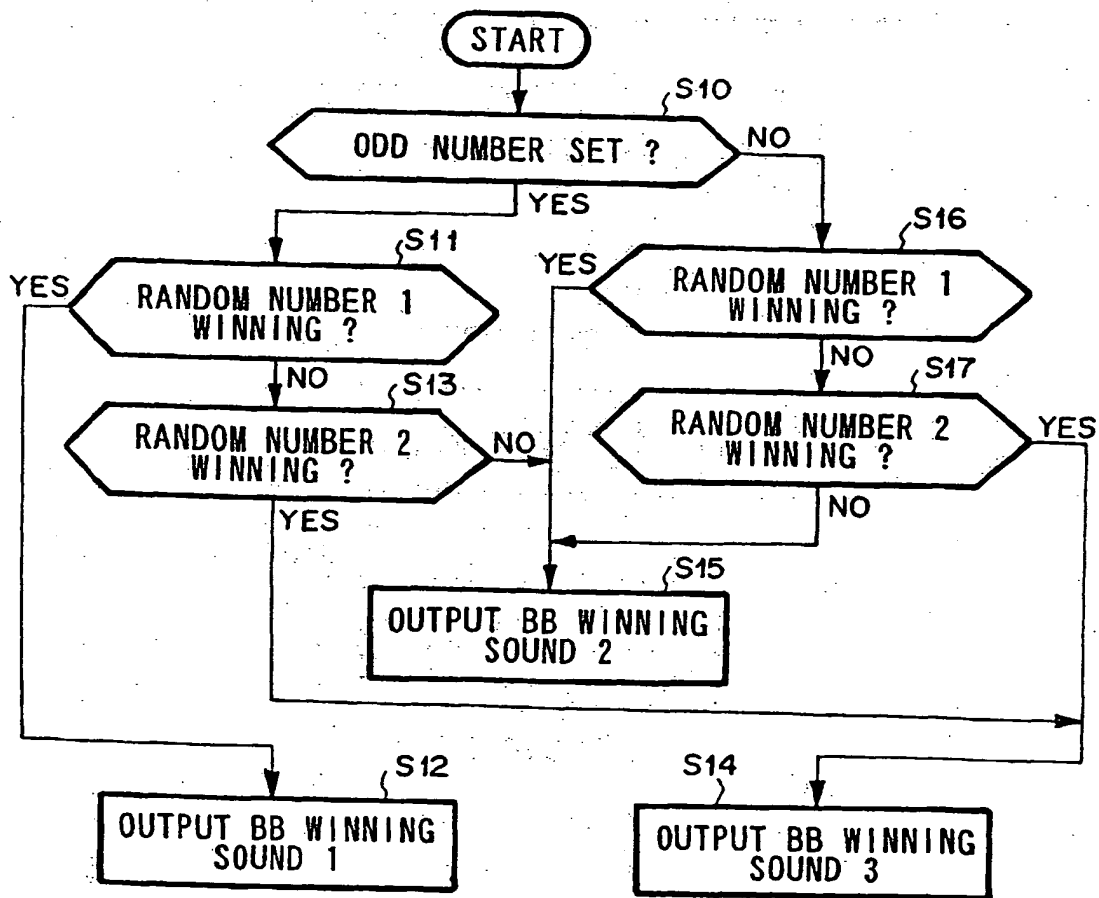 START
S10
ODD NUMBER SET ?
NO
YES
S11
S16
YES
RANDOM NUMBER 1
WINNING ?
YES
RANDOM NUMBER 1
WINNING ?
NO
S13
NO
S17
RANDOM NUMBER 2
WINNING ?
NO
RANDOM NUMBER 2
WINNING ?
YES
YES
NO
S15
OUTPUT BB WINNING
SOUND 2
S12
OUTPUT BB WINNING
SOUND 1
S14
OUTPUT BB WINNING
SOUND 3